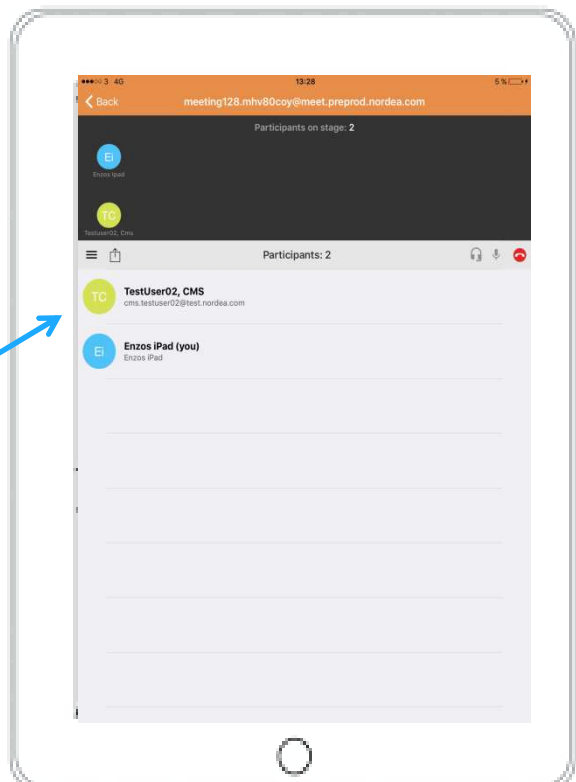 3 4G 13:28 5 %
Back meeting128.mhv80coy@meet.preprod.nordea.com
Participants on stage: 2
Ei
Enzos Ipad
TC
Testuser02, Cms
Participants: 2
TC TestUser02, CMS
cms.testuser02@test.nordea.com
Ei Enzos iPad (you)
Enzos iPad